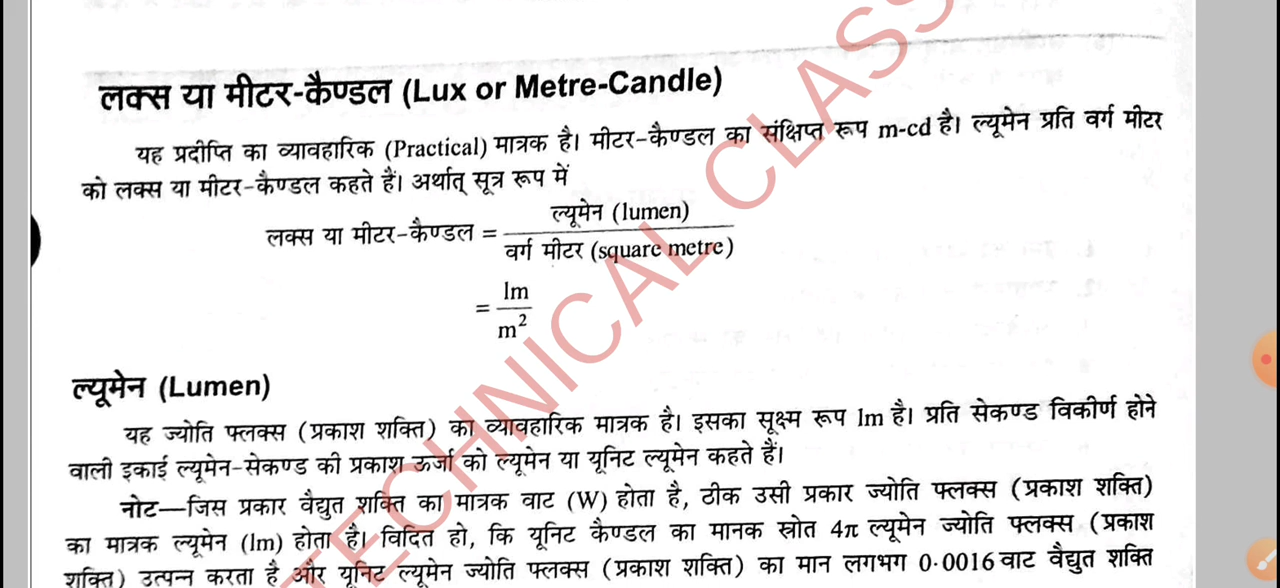 लक्स या मीटर-कैण्डल (Lux or Metre-Candle)
यह प्रदीप्ति का व्यावहारिक (Practical) मात्रक है। मीटर-कैण्डल का संक्षिप्त रूप m-cd है। ल्यूमेन प्रति वर्ग मीटर
को लक्स या मीटर-कैण्डल कहते हैं। अर्थात् सूत्र रूप में
लक्स या मीटर-कैण्डल = ल्यूमेन (lumen)
वर्ग मीटर (square metre)
= lm
m²
ल्यूमेन (Lumen)
यह ज्योति फ्लक्स (प्रकाश शक्ति) का व्यावहारिक मात्रक है। इसका सूक्ष्म रूप lm है। प्रति सेकण्ड विकीर्ण होने
वाली इकाई ल्यूमेन-सेकण्ड की प्रकाश ऊर्जा को ल्यूमेन या यूनिट ल्यूमेन कहते हैं।
नोट—जिस प्रकार वैद्युत शक्ति का मात्रक वाट (W) होता है, ठीक उसी प्रकार ज्योति फ्लक्स (प्रकाश शक्ति)
का मात्रक ल्यूमेन (lm) होता है। विदित हो, कि यूनिट कैण्डल का मानक स्रोत 4π ल्यूमेन ज्योति फ्लक्स (प्रकाश
शक्ति) उत्पन्न करता है और यूनिट ल्यूमेन ज्योति फ्लक्स (प्रकाश शक्ति) का मान लगभग 0·0016 वाट वैद्युत शक्ति
TECHNICAL CLASS